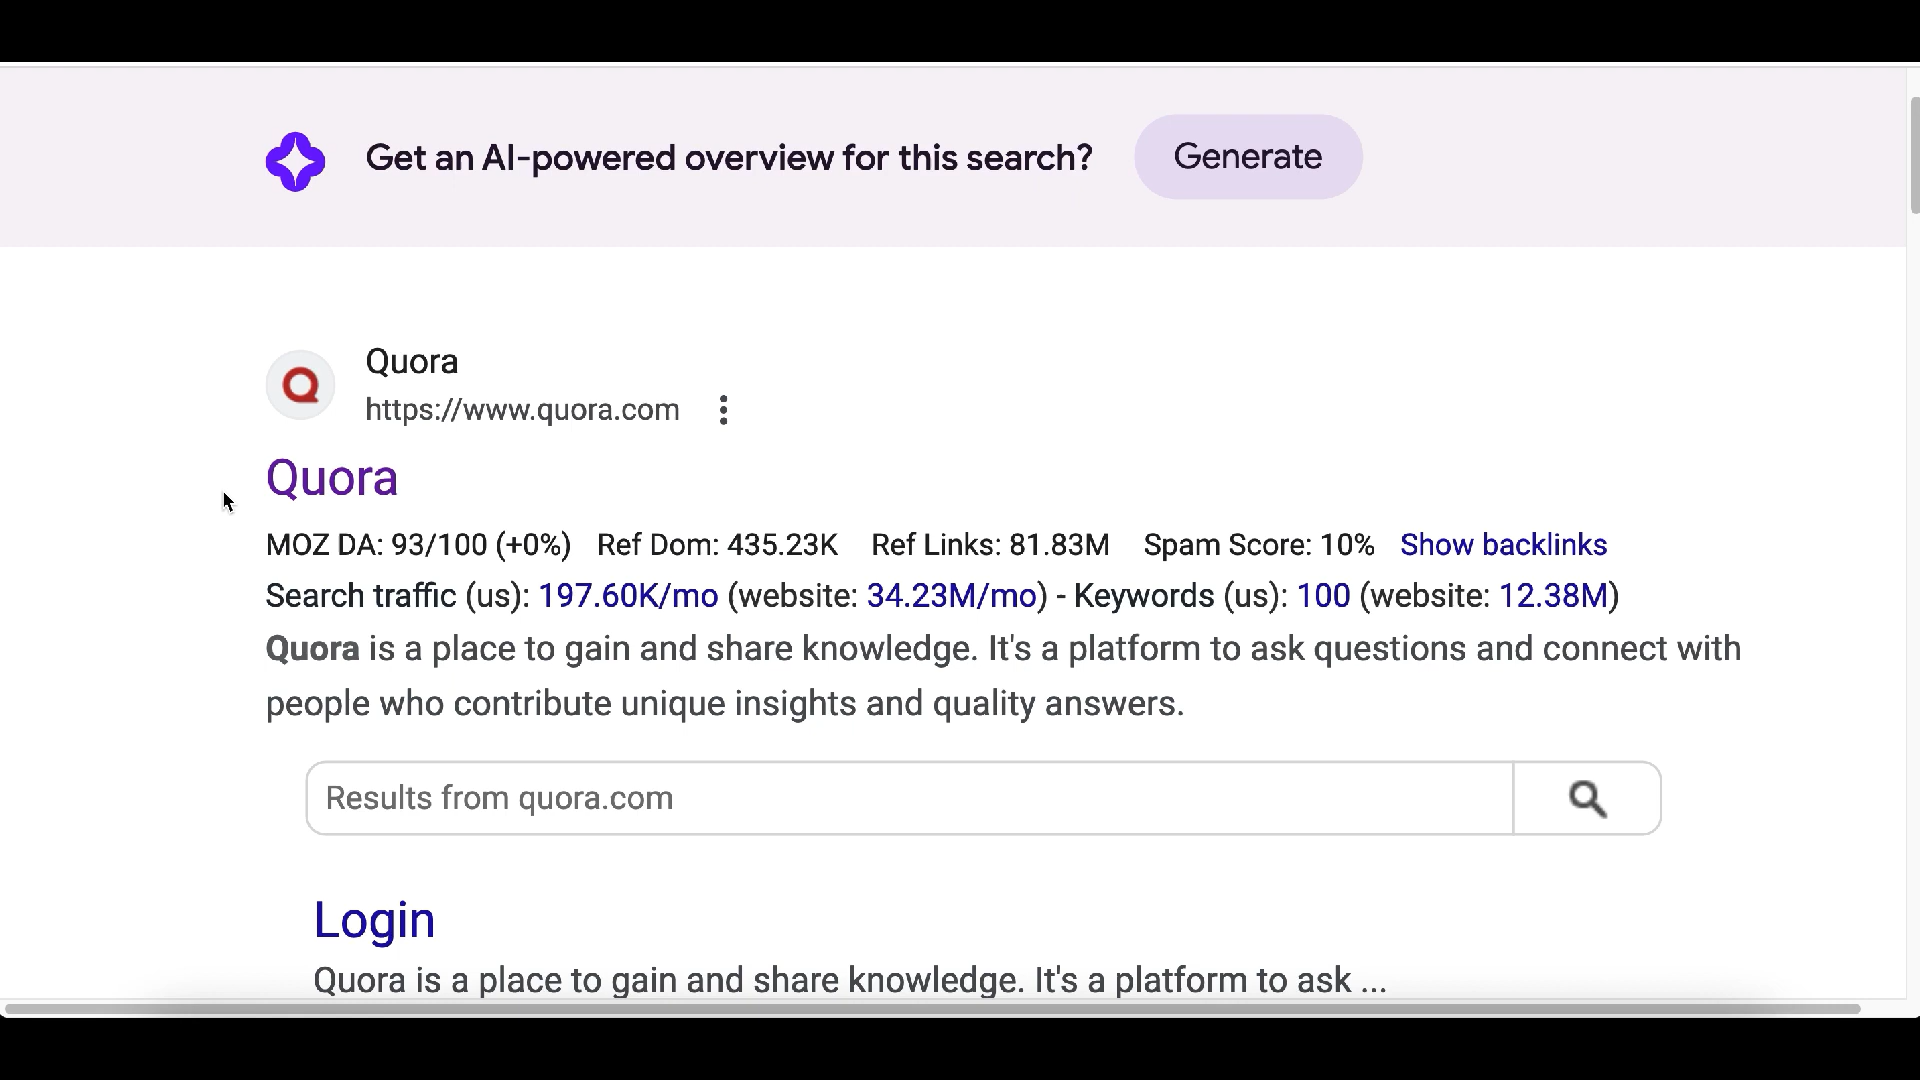 Get an AI-powered overview for this search? Generate
Quora
https://www.quora.com
Quora
MOZ DA: 93/100 (+0%) Ref Dom: 435.23K Ref Links: 81.83M Spam Score: 10% Show backlinks
Search traffic (us): 197.60K/mo (website: 34.23M/mo) - Keywords (us): 100 (website: 12.38M)
Quora is a place to gain and share knowledge. It's a platform to ask questions and connect with
people who contribute unique insights and quality answers.
Results from quora.com
Login
Quora is a place to gain and share knowledge. It's a platform to ask ...